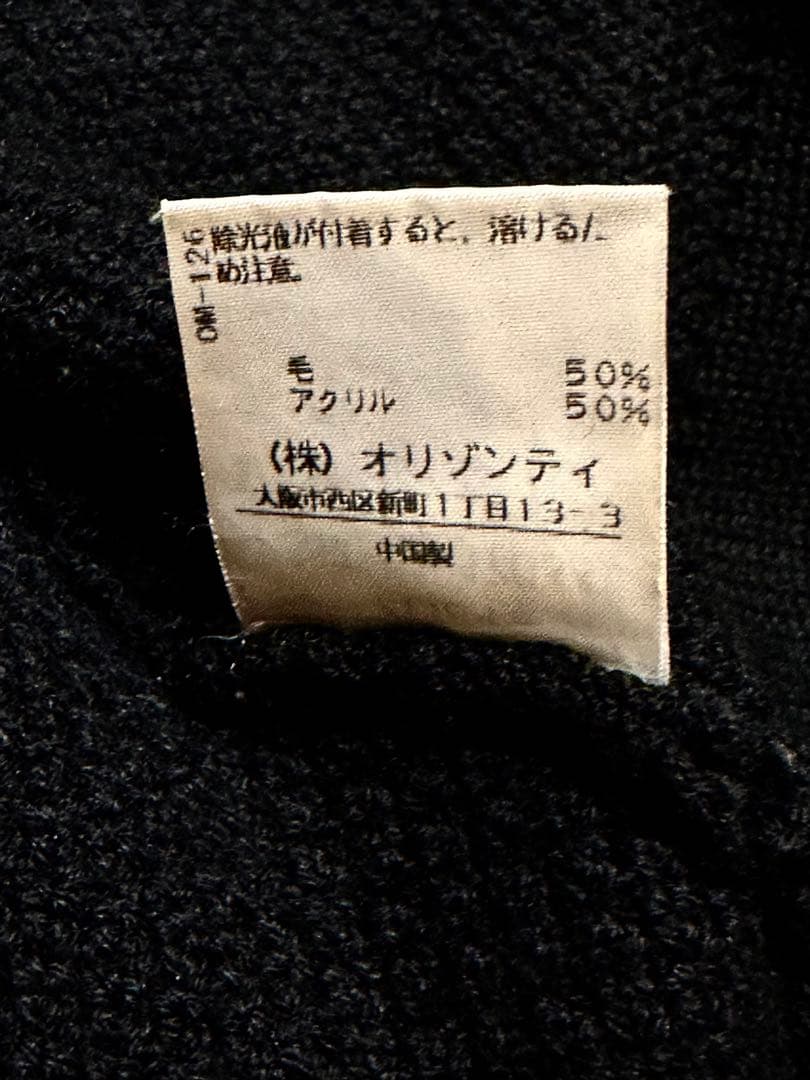 OM-126
除光液が付着すると、溶けるた
め注意。
毛 50%
アクリル 50%
(株) オリゾンティ
大阪市西区新町1丁目13-3
中国製